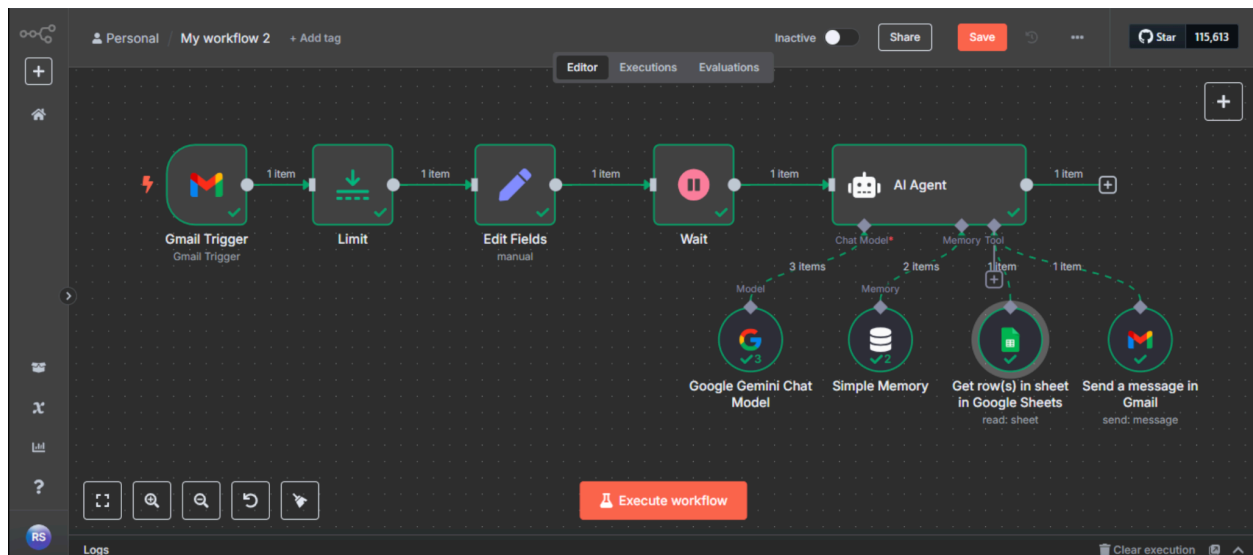 Personal / My workflow 2 + Add tag
Inactive Share Save ... Star 115,613
Editor Executions Evaluations
1 item 1 item 1 item 1 item AI Agent 1 item
Gmail Trigger Limit Edit Fields Wait Chat Model* Memory Tool
Gmail Trigger manual
3 items 2 items 1 item 1 item
Model Memory
3 2
Google Gemini Chat Model
Simple Memory
Get row(s) in sheet in Google Sheets
read: sheet
Send a message in Gmail
send: message
Execute workflow
RS
Logs Clear execution